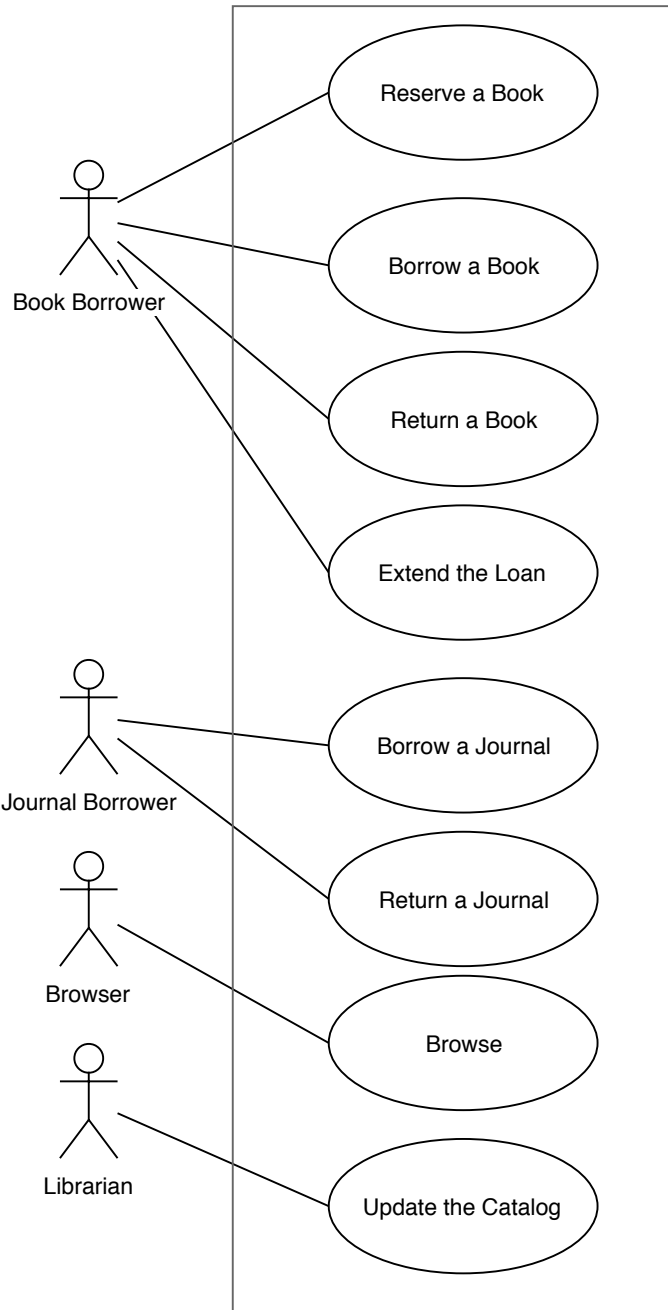 Reserve a Book
Borrow a Book
Book Borrower
Return a Book
Extend the Loan
Borrow a Journal
Journal Borrower
Return a Journal
Browser
Browse
Librarian
Update the Catalog